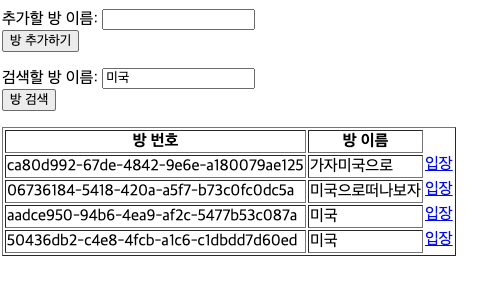 추가할 방 이름:
방 추가하기
검색할 방 이름: 미국
방 검색
방 번호 방 이름
ca80d992-67de-4842-9e6e-a180079ae125 가자미국으로 입장
06736184-5418-420a-a5f7-b73c0fc0dc5a 미국으로떠나보자 입장
aadce950-94b6-4ea9-af2c-5477b53c087a 미국 입장
50436db2-c4e8-4fcb-a1c6-c1dbdd7d60ed 미국 입장